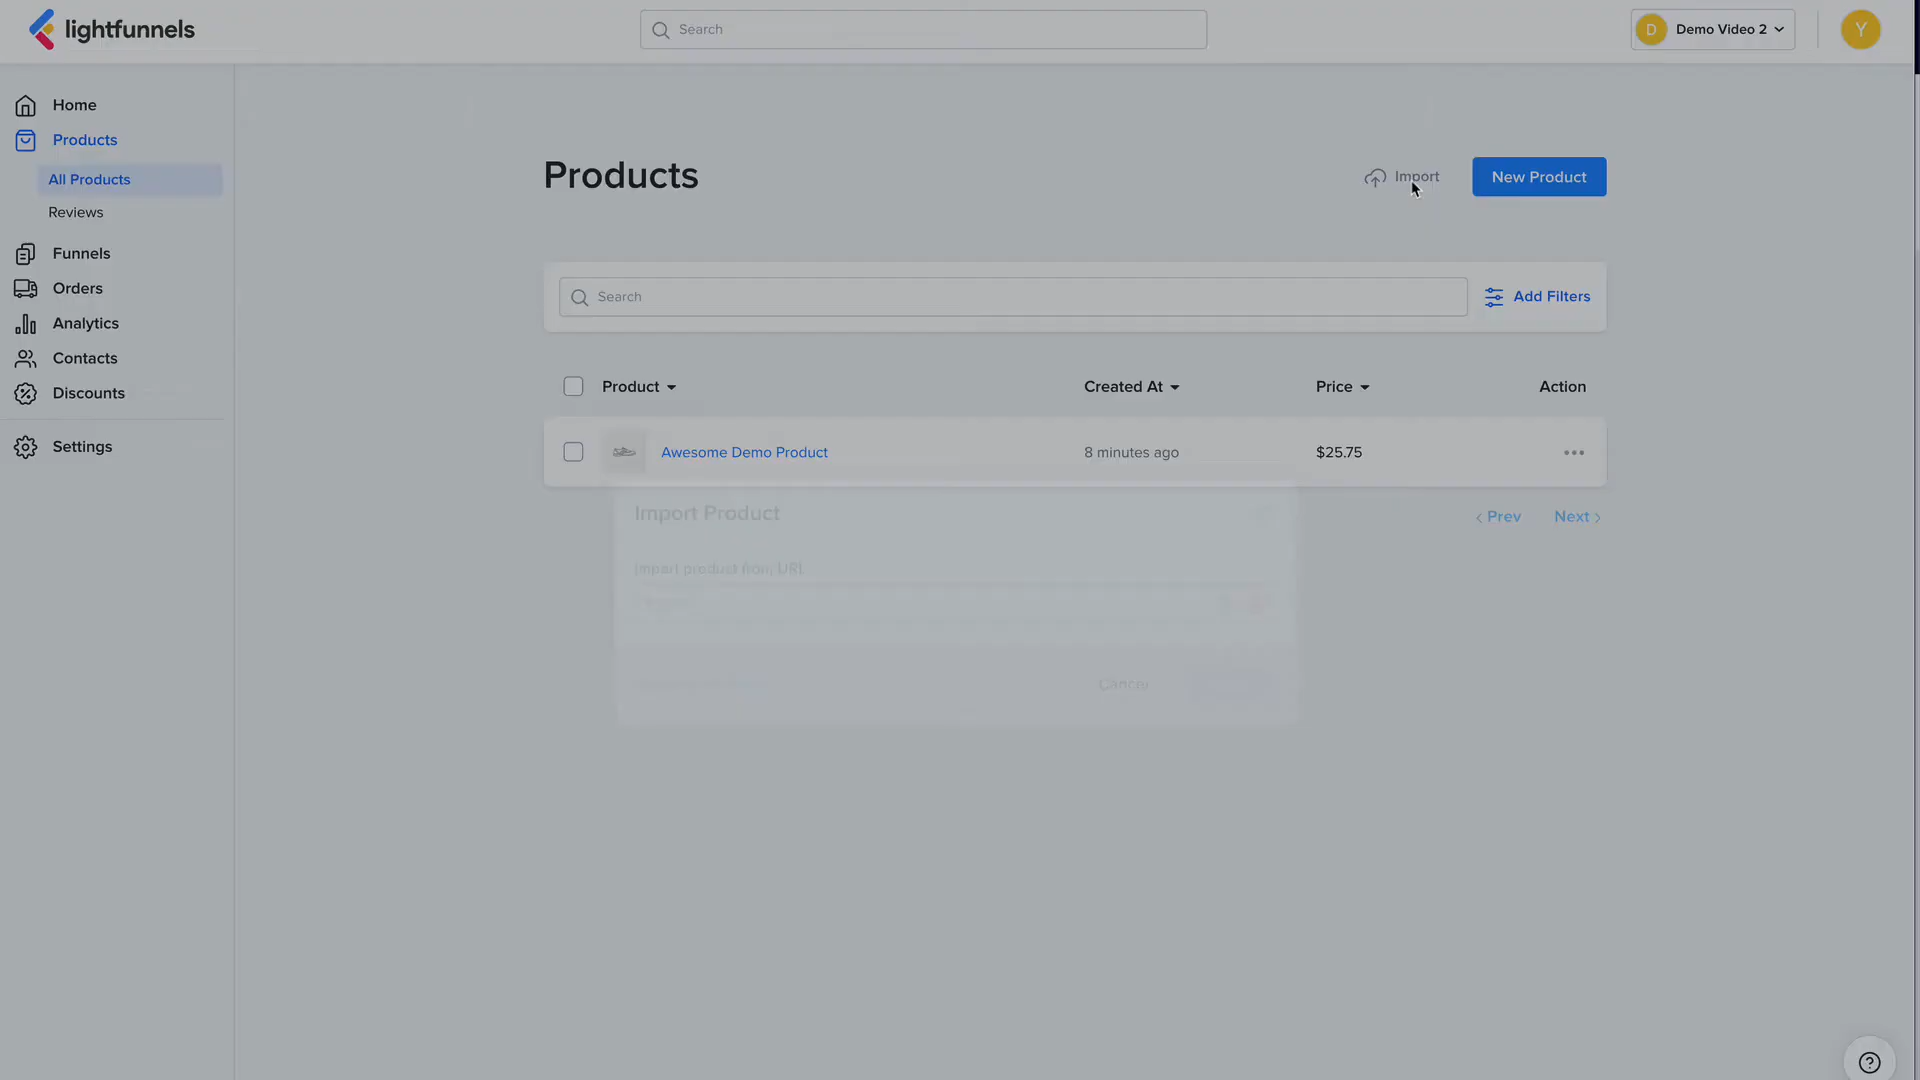 lightfunnels
Search
D
Demo Video 2
Y
Home
Products
All Products
Reviews
Funnels
Orders
Analytics
Contacts
Discounts
Settings
Products
Import
New Product
Search
Add Filters
Product
Created At
Price
Action
Awesome Demo Product
8 minutes ago
$25.75
Prev
Next
Import Product
Import product from URL
Cancel